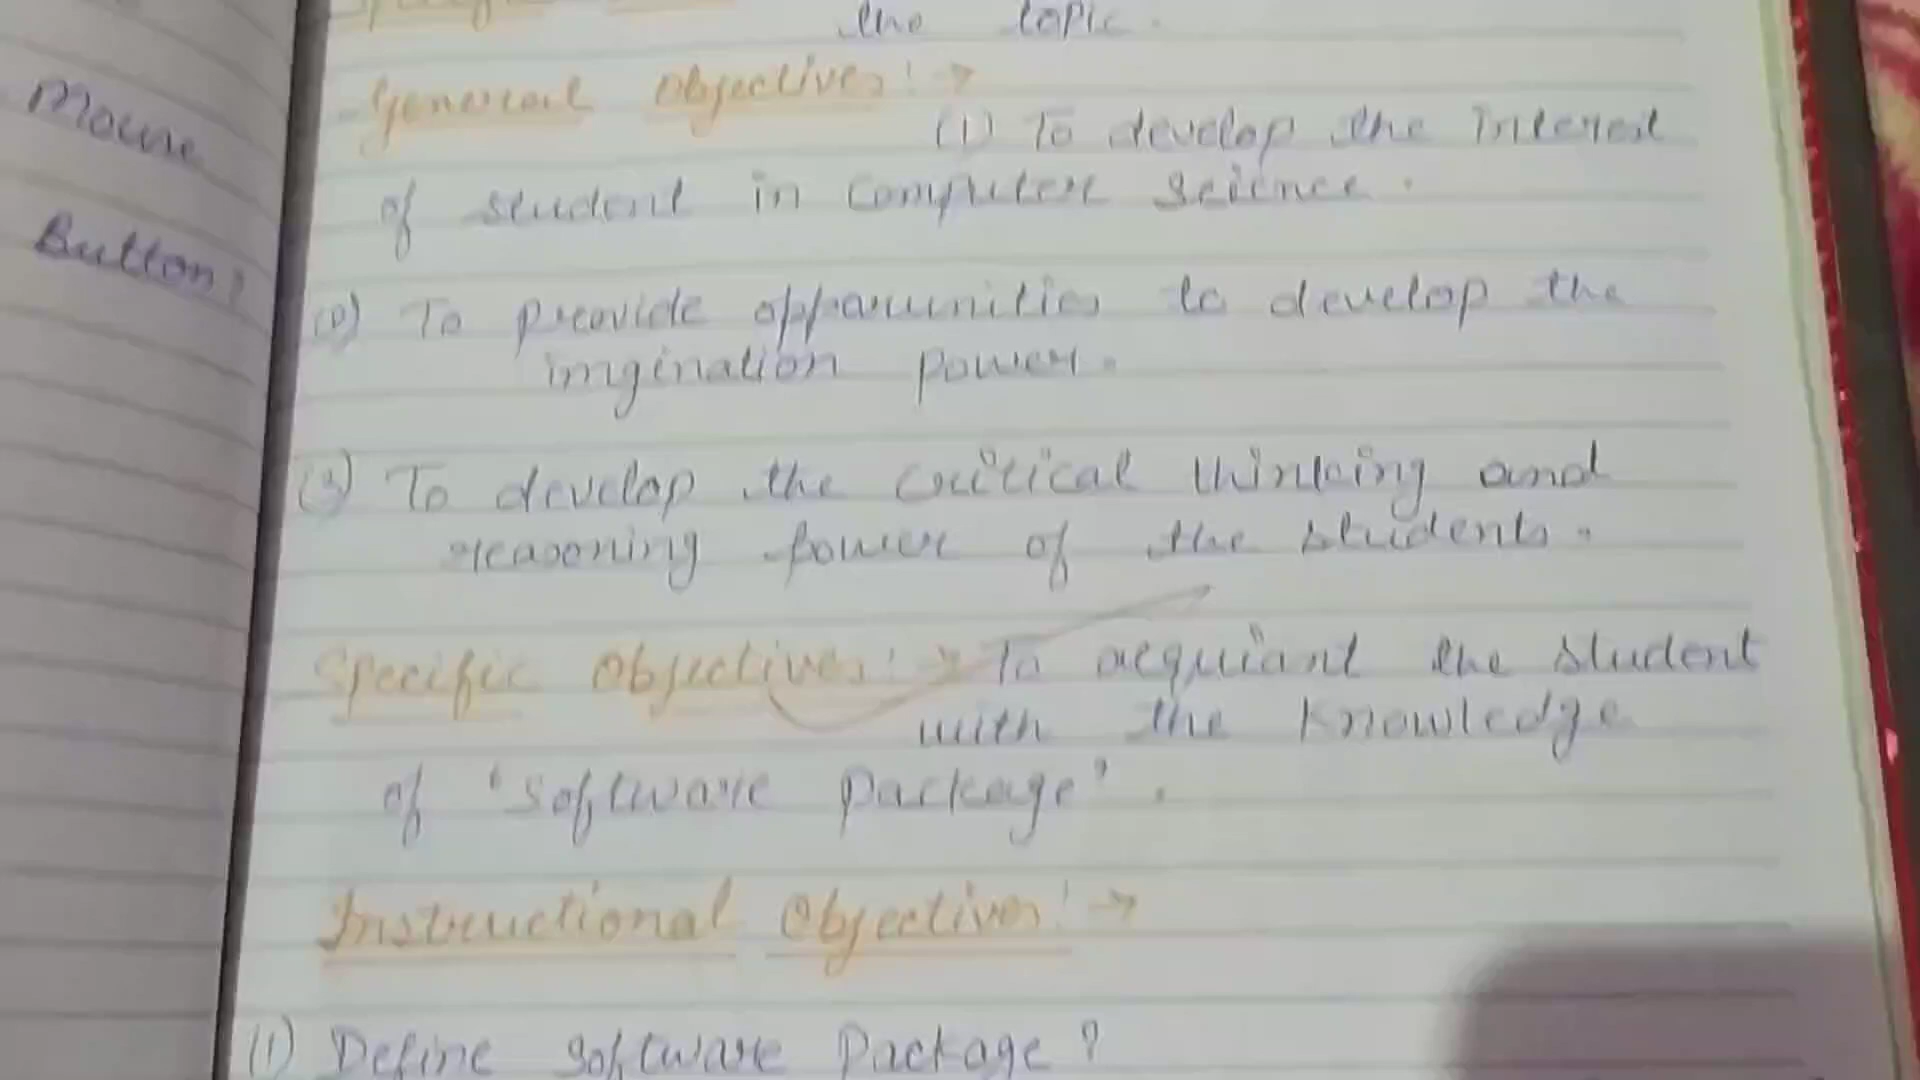 Mouse
Button:
the topic.
General Objectives:→
(1) To develop the interest
of student in Computer Science.
(2) To provide opparunities to develop the
imgination power.
(3) To develop the critical thinking and
reasoning power of the students.
Specific Objectives:→ To acquiant the student
with the Knowledge
of 'Software Package'.
Instructional Objectives:→
(1) Define Software Package?